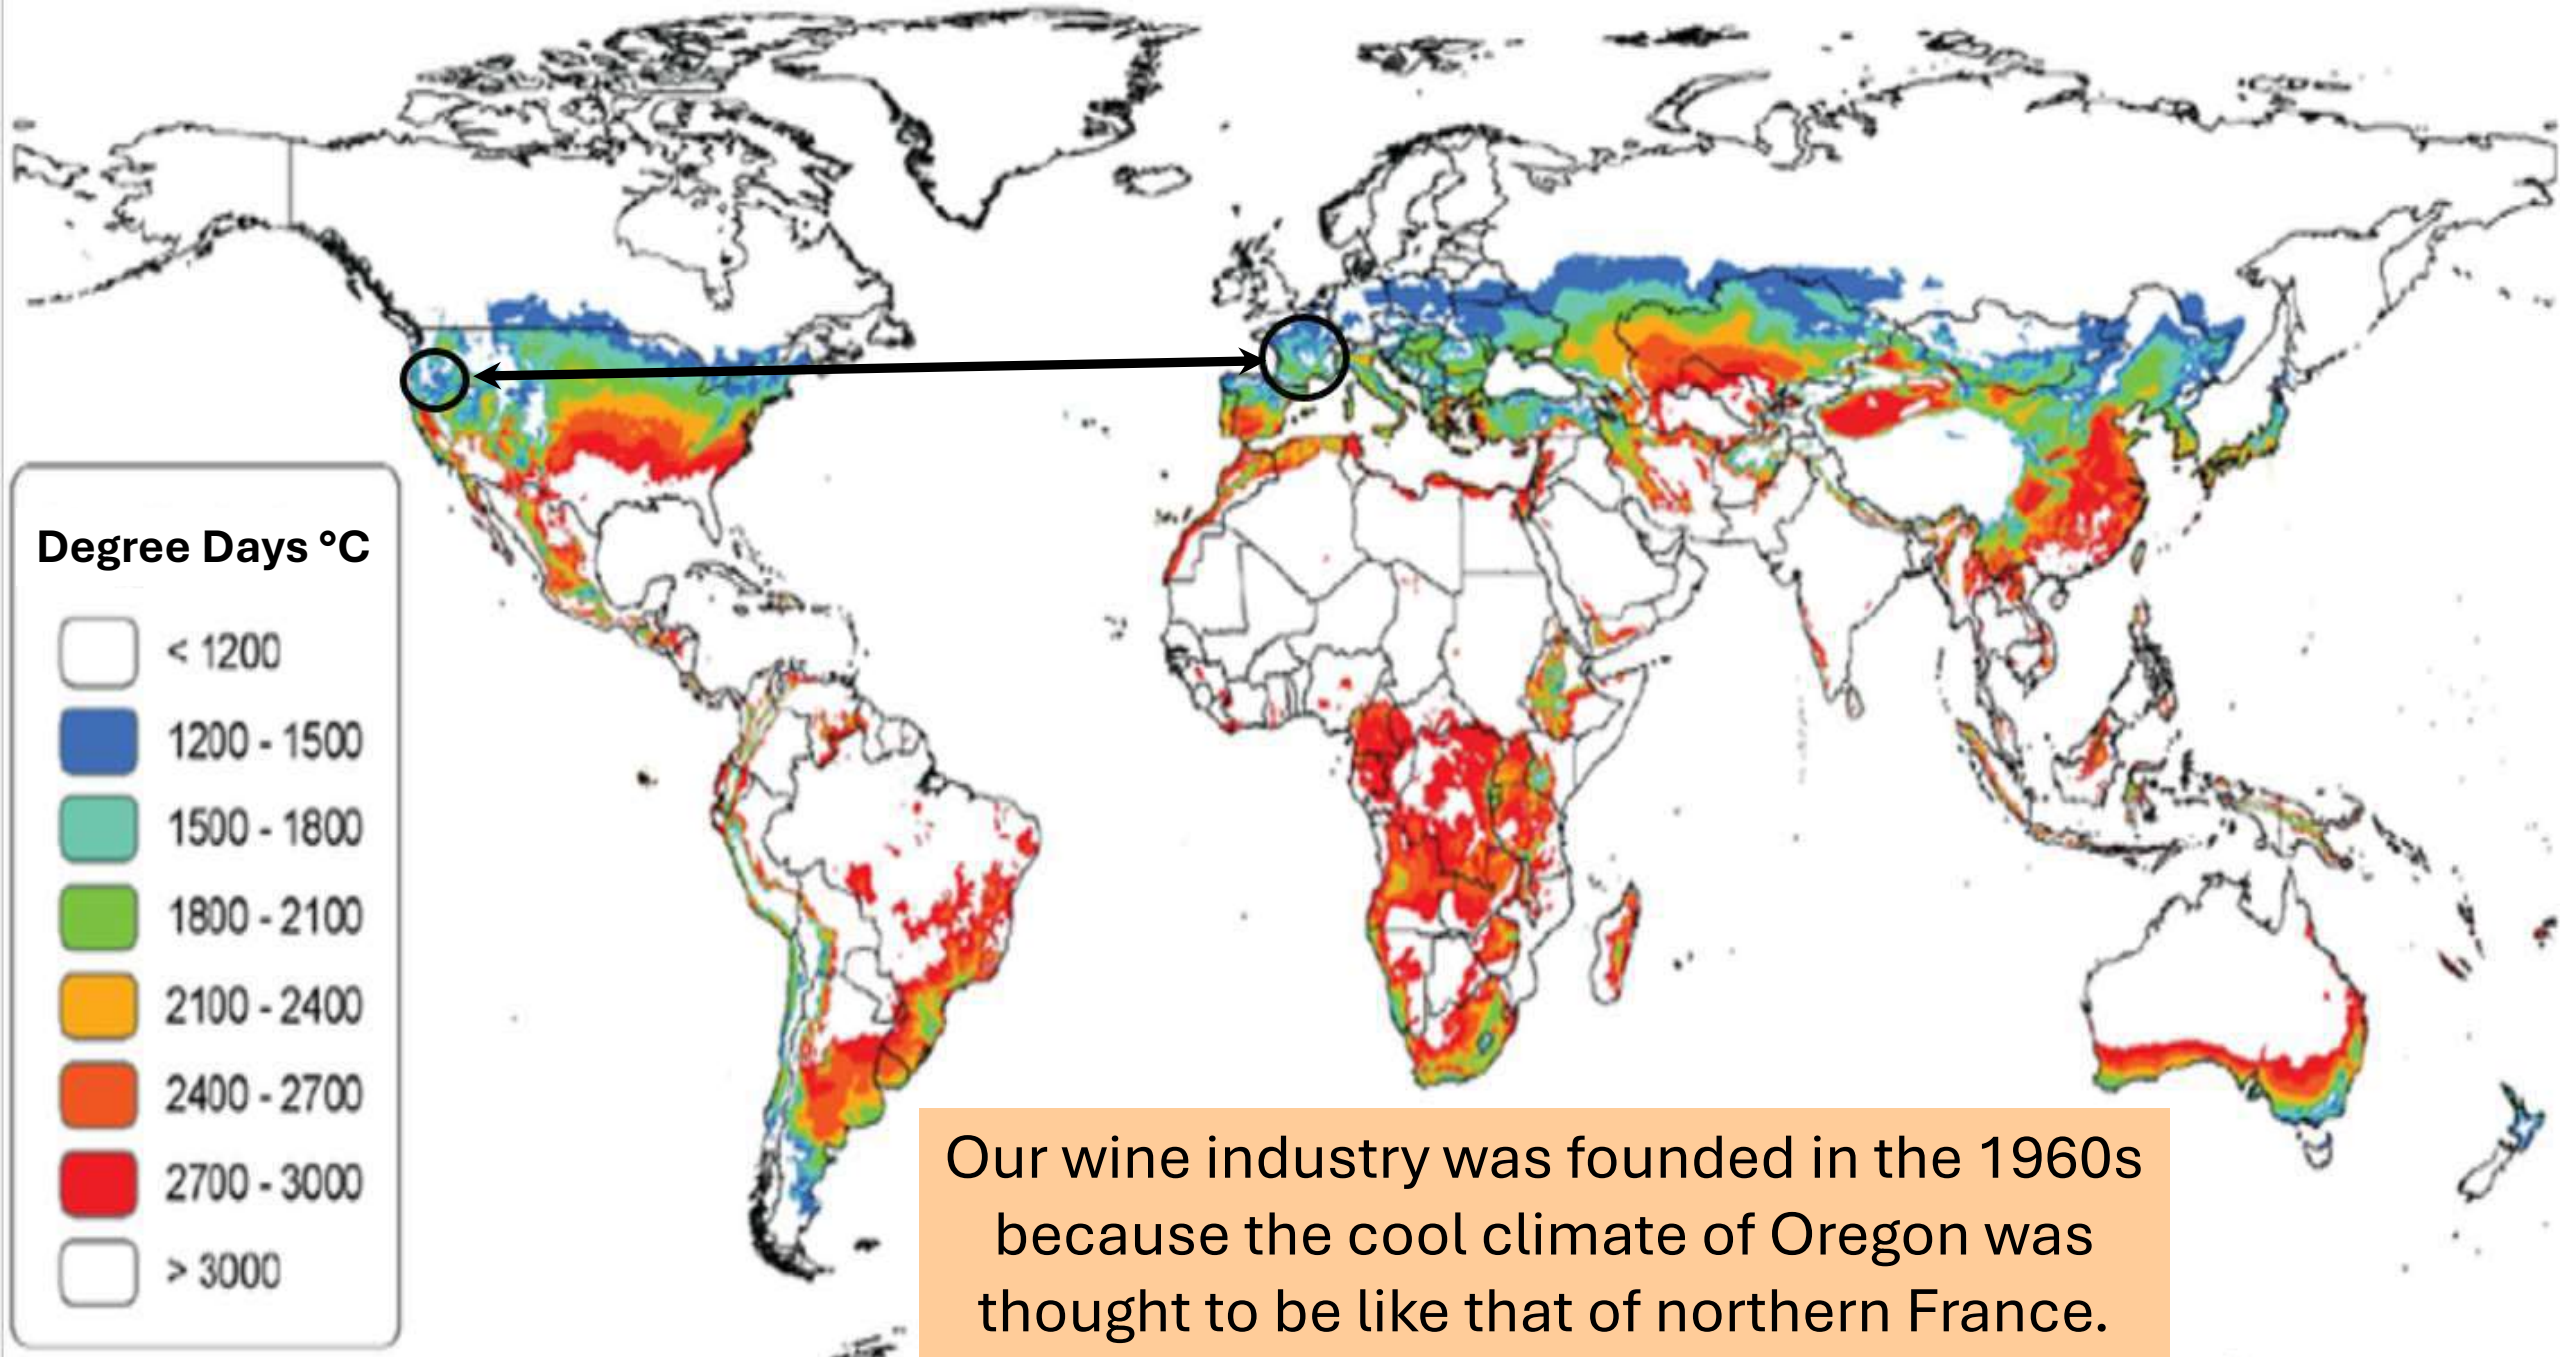 Degree Days °C
< 1200
1200 - 1500
1500 - 1800
1800 - 2100
2100 - 2400
2400 - 2700
2700 - 3000
> 3000
Our wine industry was founded in the 1960s
because the cool climate of Oregon was
thought to be like that of northern France.